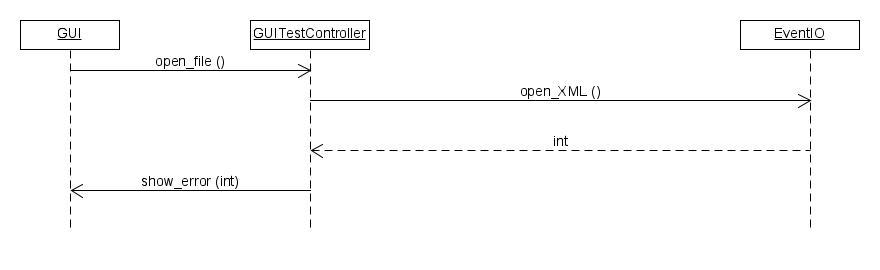 GUI
GUITestController
EventIO
open_file ()
open_XML ()
int
show_error (int)